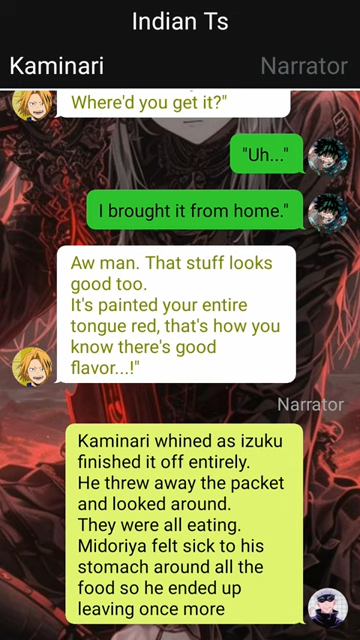 Indian Ts
Kaminari
Narrator
Where'd you get it?"
"Uh..."
I brought it from home."
Aw man. That stuff looks
good too.
It's painted your entire
tongue red, that's how you
know there's good
flavor...!"
Narrator
Kaminari whined as izuku
finished it off entirely.
He threw away the packet
and looked around.
They were all eating.
Midoriya felt sick to his
stomach around all the
food so he ended up
leaving once more